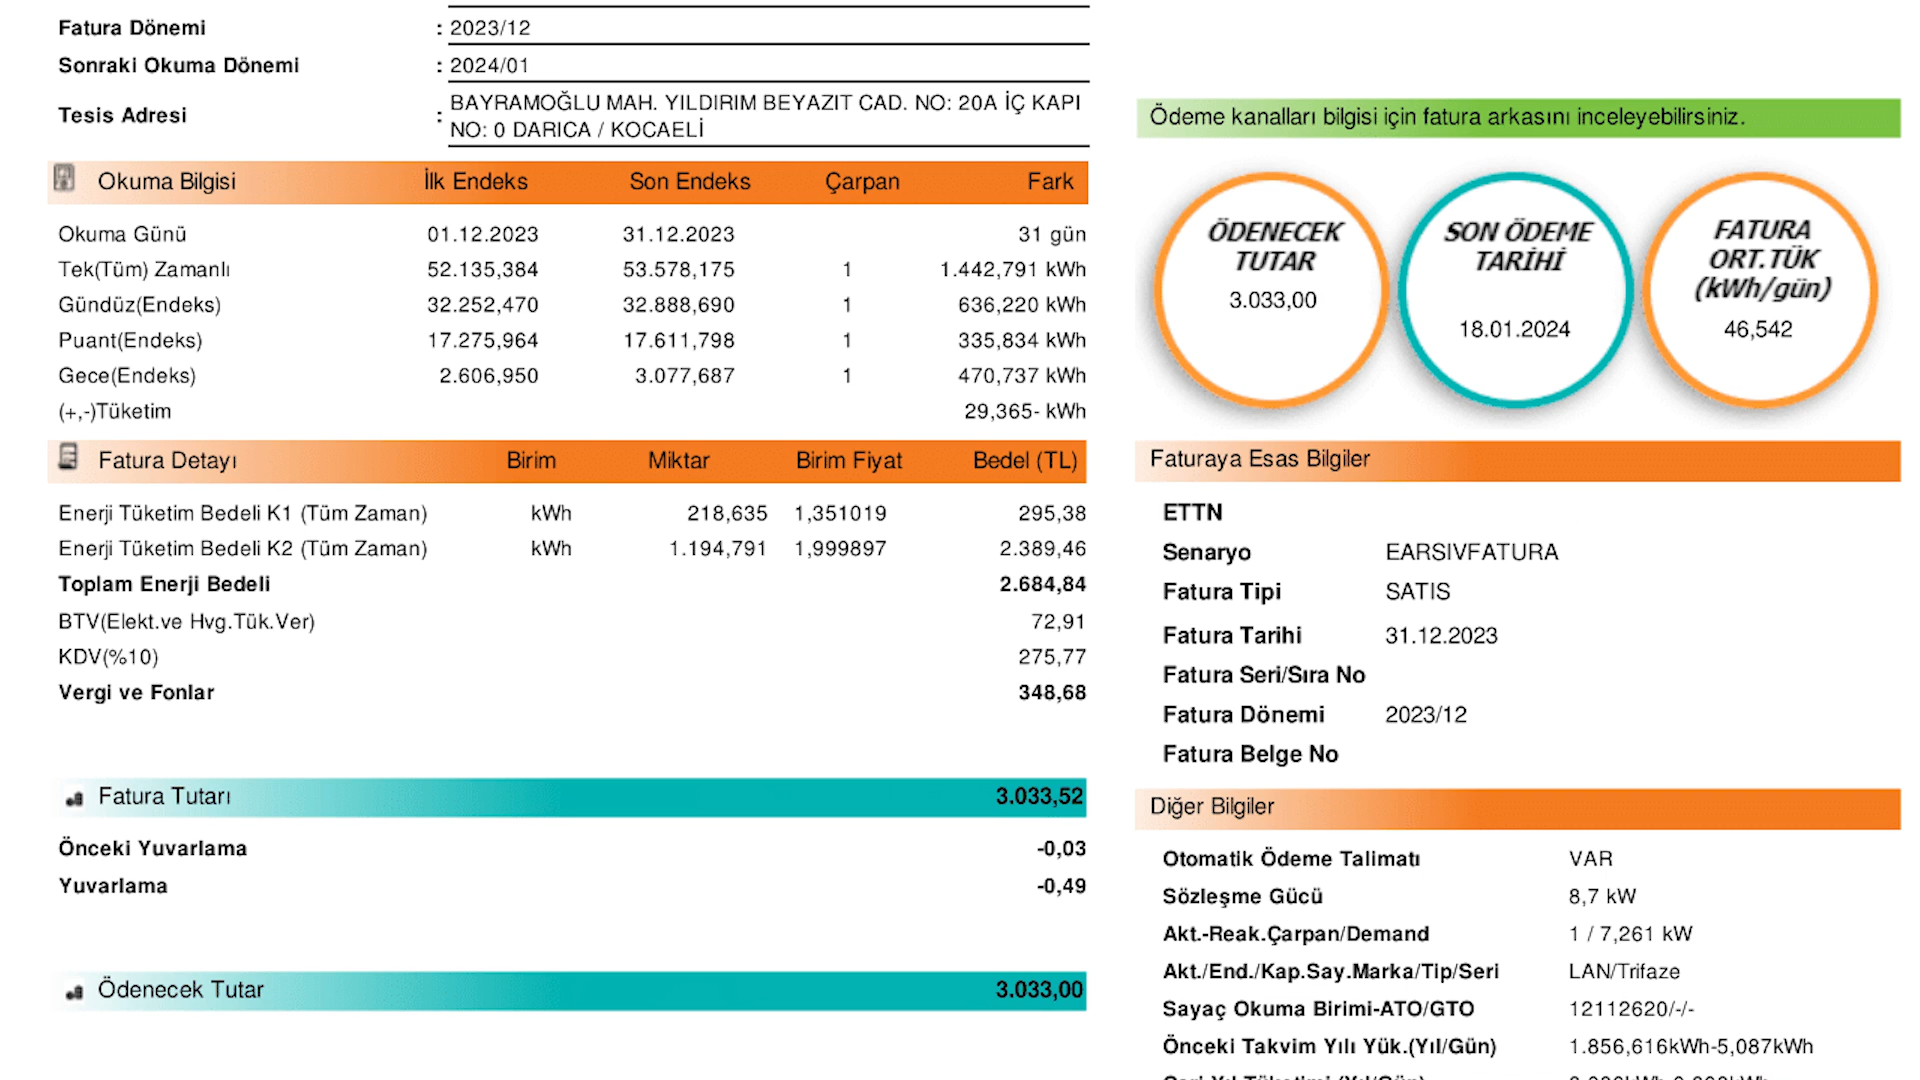 Fatura Dönemi : 2023/12
Sonraki Okuma Dönemi : 2024/01
Tesis Adresi : BAYRAMOĞLU MAH. YILDIRIM BEYAZIT CAD. NO: 20A İÇ KAPI
NO: 0 DARICA / KOCAELİ
Okuma Bilgisi İlk Endeks Son Endeks Çarpan Fark
Okuma Günü 01.12.2023 31.12.2023 31 gün
Tek(Tüm) Zamanlı 52.135,384 53.578,175 1 1.442,791 kWh
Gündüz(Endeks) 32.252,470 32.888,690 1 636,220 kWh
Puant(Endeks) 17.275,964 17.611,798 1 335,834 kWh
Gece(Endeks) 2.606,950 3.077,687 1 470,737 kWh
(+,-)Tüketim 29,365- kWh
Fatura Detayı Birim Miktar Birim Fiyat Bedel (TL)
Enerji Tüketim Bedeli K1 (Tüm Zaman) kWh 218,635 1,351019 295,38
Enerji Tüketim Bedeli K2 (Tüm Zaman) kWh 1.194,791 1,999897 2.389,46
Toplam Enerji Bedeli 2.684,84
BTV(Elekt.ve Hvg.Tük.Ver) 72,91
KDV(%10) 275,77
Vergi ve Fonlar 348,68
Fatura Tutarı 3.033,52
Önceki Yuvarlama -0,03
Yuvarlama -0,49
Ödenecek Tutar 3.033,00
Ödeme kanalları bilgisi için fatura arkasını inceleyebilirsiniz.
ÖDENECEK
TUTAR
3.033,00
SON ÖDEME
TARİHİ
18.01.2024
FATURA
ORT.TÜK
(kWh/gün)
46,542
Faturaya Esas Bilgiler
ETTN
Senaryo EARSIVFATURA
Fatura Tipi SATIS
Fatura Tarihi 31.12.2023
Fatura Seri/Sıra No
Fatura Dönemi 2023/12
Fatura Belge No
Diğer Bilgiler
Otomatik Ödeme Talimatı VAR
Sözleşme Gücü 8,7 kW
Akt.-Reak.Çarpan/Demand 1 / 7,261 kW
Akt./End./Kap.Say.Marka/Tip/Seri LAN/Trifaze
Sayaç Okuma Birimi-ATO/GTO 12112620/-/-
Önceki Takvim Yılı Yük.(Yıl/Gün) 1.856,616kWh-5,087kWh